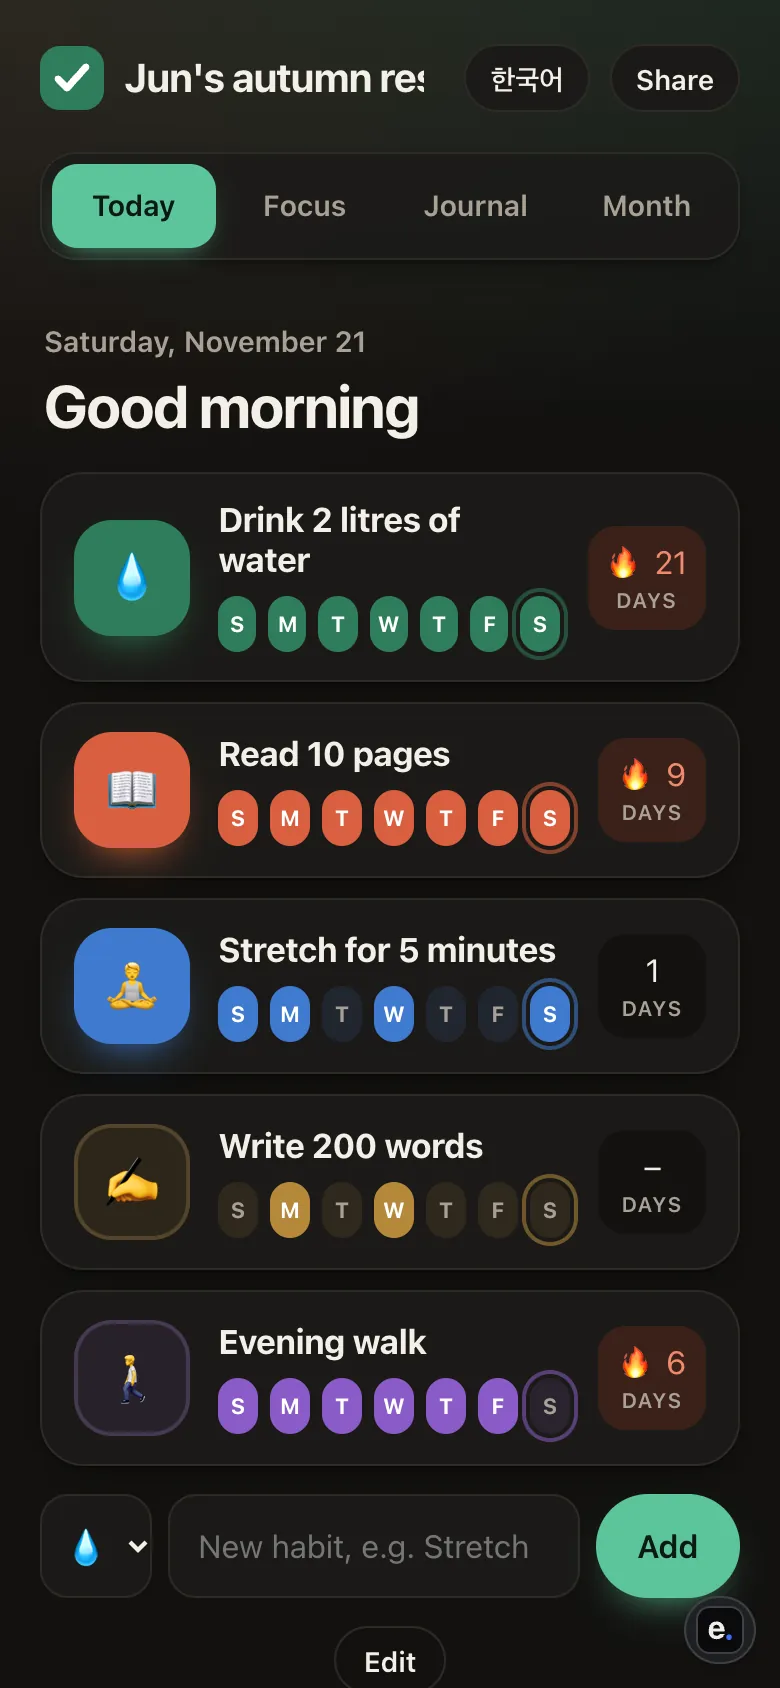 Jun's autumn res
한국어
Share
Today
Focus
Journal
Month
Saturday, November 21
Good morning
Drink 2 litres of
water
S M T W T F S
21
DAYS
Read 10 pages
S M T W T F S
9
DAYS
Stretch for 5 minutes
S M T W T F S
1
DAYS
Write 200 words
S M T W T F S
–
DAYS
Evening walk
S M T W T F S
6
DAYS
New habit, e.g. Stretch
Add
e.
Edit